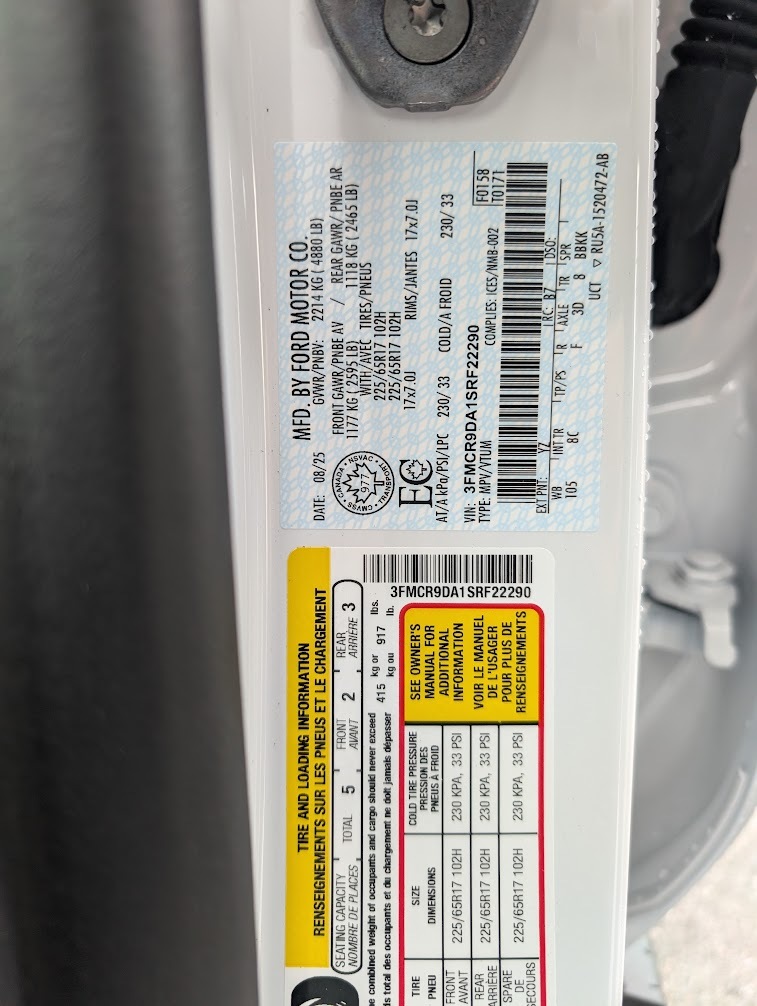 MFD. BY FORD MOTOR CO.
DATE: 08/25 GVWR/PNBV: 2214 KG ( 4880 LB)
FRONT GAWR/PNBE AV / REAR GAWR/ PNBE AR
1177 KG ( 2595 LB) 1118 KG ( 2465 LB)
WITH/AVEC TIRES/PNEUS
225/65R17 102H
225/65R17 102H
17x7.0J RIMS/JANTES 17x7.0J
CANADA • NSVAC • TRANSPORT • CMVSS
977
EC
AT/A kPa/PSI/LPC 230/ 33 COLD/A FROID 230/ 33
VIN: 3FMCR9DA1SRF22290
TYPE: MPV/VTUM COMPLIES: ICES/NMB-002
F0158
T0171
EXT PNT: YZ RC: B7 DSO:
WB INT TR TP/PS R AXLE TR SPR
105 8C F 3D 8 BBKK
UCT ▽ RU5A-1520472-AB
TIRE AND LOADING INFORMATION
RENSEIGNEMENTS SUR LES PNEUS ET LE CHARGEMENT
SEATING CAPACITY TOTAL 5 FRONT 2 REAR 3
NOMBRE DE PLACES AVANT ARRIÈRE
combined weight of occupants and cargo should never exceed 415 kg or 917 lbs.
total des occupants et du chargement ne doit jamais dépasser kg ou lb.
3FMCR9DA1SRF22290
TIRE SIZE COLD TIRE PRESSURE
PNEU DIMENSIONS PRESSION DES
PNEUS À FROID
FRONT
AVANT 225/65R17 102H 230 KPA, 33 PSI
REAR
ARRIÈRE 225/65R17 102H 230 KPA, 33 PSI
SPARE
DE
SECOURS 225/65R17 102H 230 KPA, 33 PSI
SEE OWNER'S
MANUAL FOR
ADDITIONAL
INFORMATION
VOIR LE MANUEL
DE L'USAGER
POUR PLUS DE
RENSEIGNEMENTS